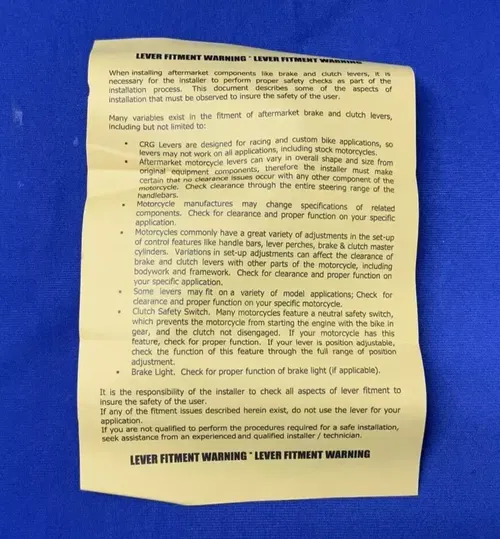 LEVER FITMENT WARNING * LEVER FITMENT WARNING
When installing aftermarket components like brake and clutch levers, it is
necessary for the installer to perform proper safety checks as part of the
installation process. This document describes some of the aspects of
installation that must be observed to insure the safety of the user.
Many variables exist in the fitment of aftermarket brake and clutch levers,
including but not limited to:
• CRG Levers are designed for racing and custom bike applications, so
levers may not work on all applications, including stock motorcycles.
• Aftermarket motorcycle levers can vary in overall shape and size from
original equipment components, therefore the installer must make
certain that no clearance issues occur with any other component of the
motorcycle. Check clearance through the entire steering range of the
handlebars.
• Motorcycle manufactures may change specifications of related
components. Check for clearance and proper function on your specific
application.
• Motorcycles commonly have a great variety of adjustments in the set-up
of control features like handle bars, lever perches, brake & clutch master
cylinders. Variations in set-up adjustments can affect the clearance of
brake and clutch levers with other parts of the motorcycle, including
bodywork and framework. Check for clearance and proper function on
your specific application.
• Some levers may fit on a variety of model applications; Check for
clearance and proper function on your specific motorcycle.
• Clutch Safety Switch. Many motorcycles feature a neutral safety switch,
which prevents the motorcycle from starting the engine with the bike in
gear, and the clutch not disengaged. If your motorcycle has this
feature, check for proper function. If your lever is position adjustable,
check the function of this feature through the full range of position
adjustment.
• Brake Light. Check for proper function of brake light (if applicable).
It is the responsibility of the installer to check all aspects of lever fitment to
insure the safety of the user.
If any of the fitment issues described herein exist, do not use the lever for your
application.
If you are not qualified to perform the procedures required for a safe installation,
seek assistance from an experienced and qualified installer / technician.
LEVER FITMENT WARNING * LEVER FITMENT WARNING